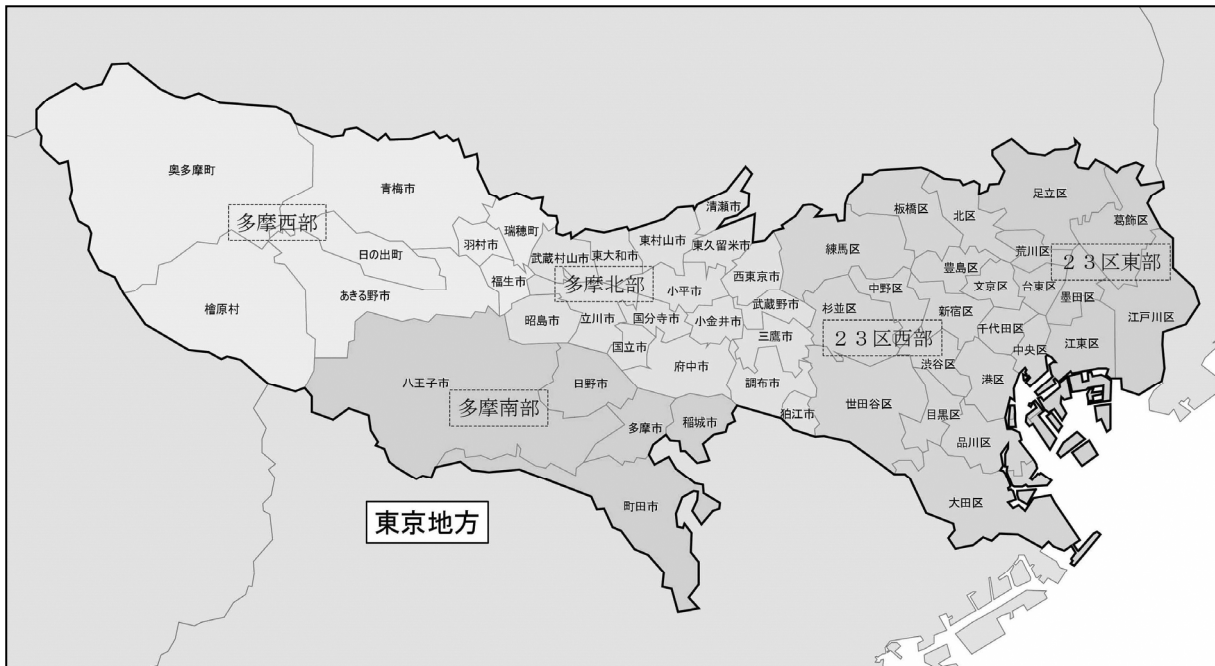 奥多摩町
青梅市
多摩西部
日の出町
羽村市
瑞穂町
檜原村
あきる野市
福生市
武蔵村山市
東大和市
東村山市
清瀬市
東久留米市
多摩北部
小平市
西東京市
昭島市
立川市
国分寺市
小金井市
武蔵野市
国立市
三鷹市
府中市
調布市
狛江市
八王子市
日野市
多摩南部
多摩市
稲城市
町田市
東京地方
板橋区
北区
足立区
葛飾区
練馬区
荒川区
23区東部
豊島区
文京区
台東区
墨田区
中野区
杉並区
新宿区
千代田区
江戸川区
23区西部
渋谷区
中央区
江東区
港区
世田谷区
目黒区
品川区
大田区